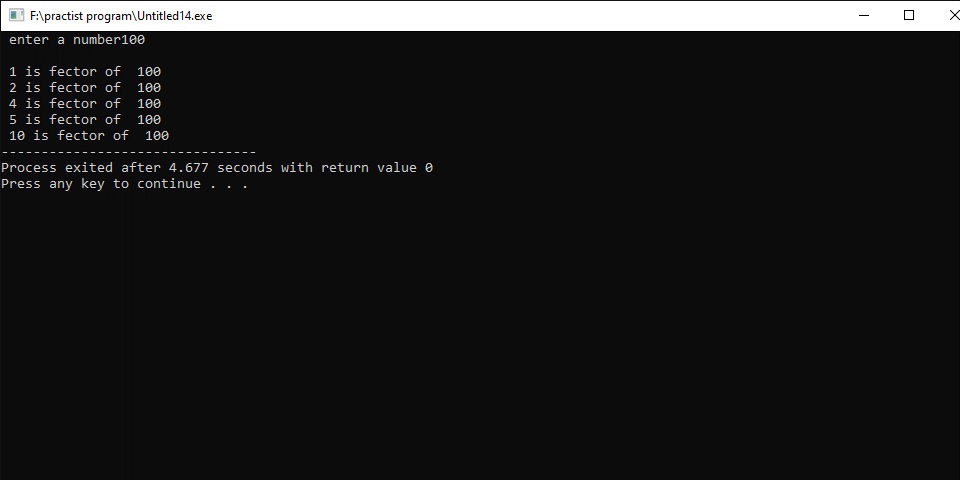 F:\practist program\Untitled14.exe
enter a number100
1 is fector of  100
2 is fector of  100
4 is fector of  100
5 is fector of  100
10 is fector of  100
--------------------------------
Process exited after 4.677 seconds with return value 0
Press any key to continue . . .